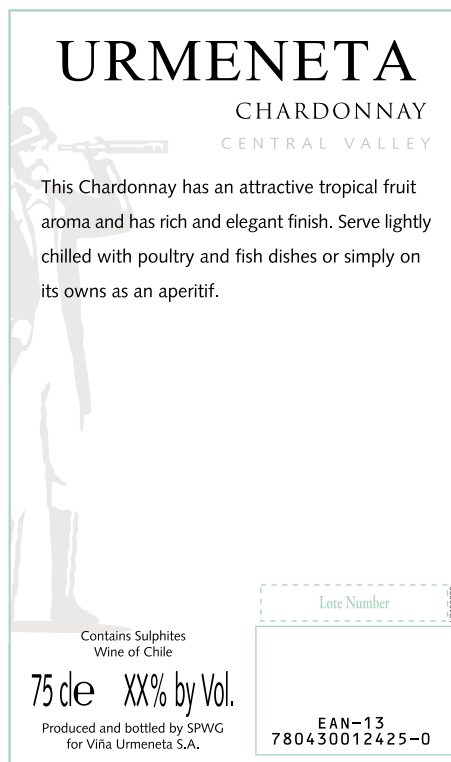 URMENETA
CHARDONNAY
CENTRAL VALLEY
This Chardonnay has an attractive tropical fruit
aroma and has rich and elegant finish. Serve lightly
chilled with poultry and fish dishes or simply on
its owns as an aperitif.
Lote Number
Contains Sulphites
Wine of Chile
75 cl e XX% by Vol.
Produced and bottled by SPWG
for Viña Urmeneta S.A.
EAN-13
780430012425-0